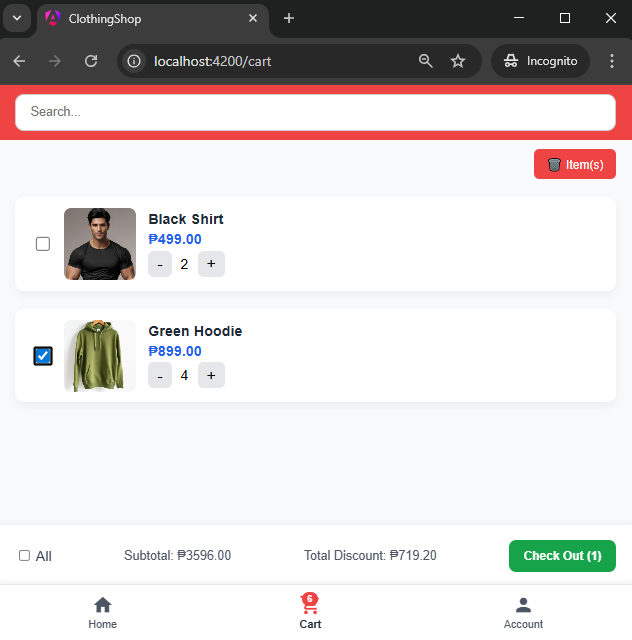 ClothingShop
localhost:4200/cart
Incognito
Search...
Item(s)
Black Shirt
₱499.00
- 2 +
Green Hoodie
₱899.00
- 4 +
All
Subtotal: ₱3596.00
Total Discount: ₱719.20
Check Out (1)
Home
6
Cart
Account